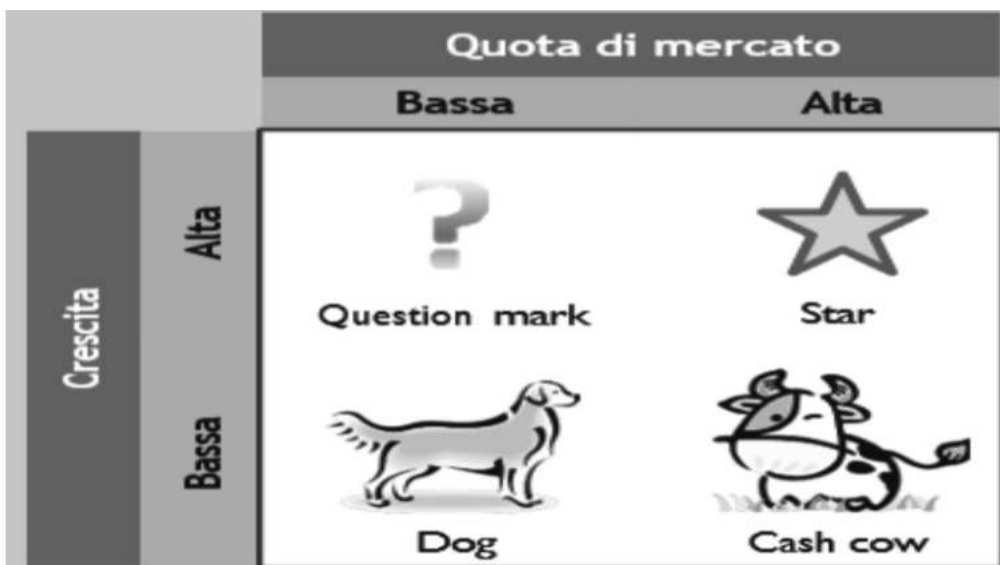 Quota di mercato
Bassa Alta
Crescita
Alta
Question mark Star
Bassa
Dog Cash cow